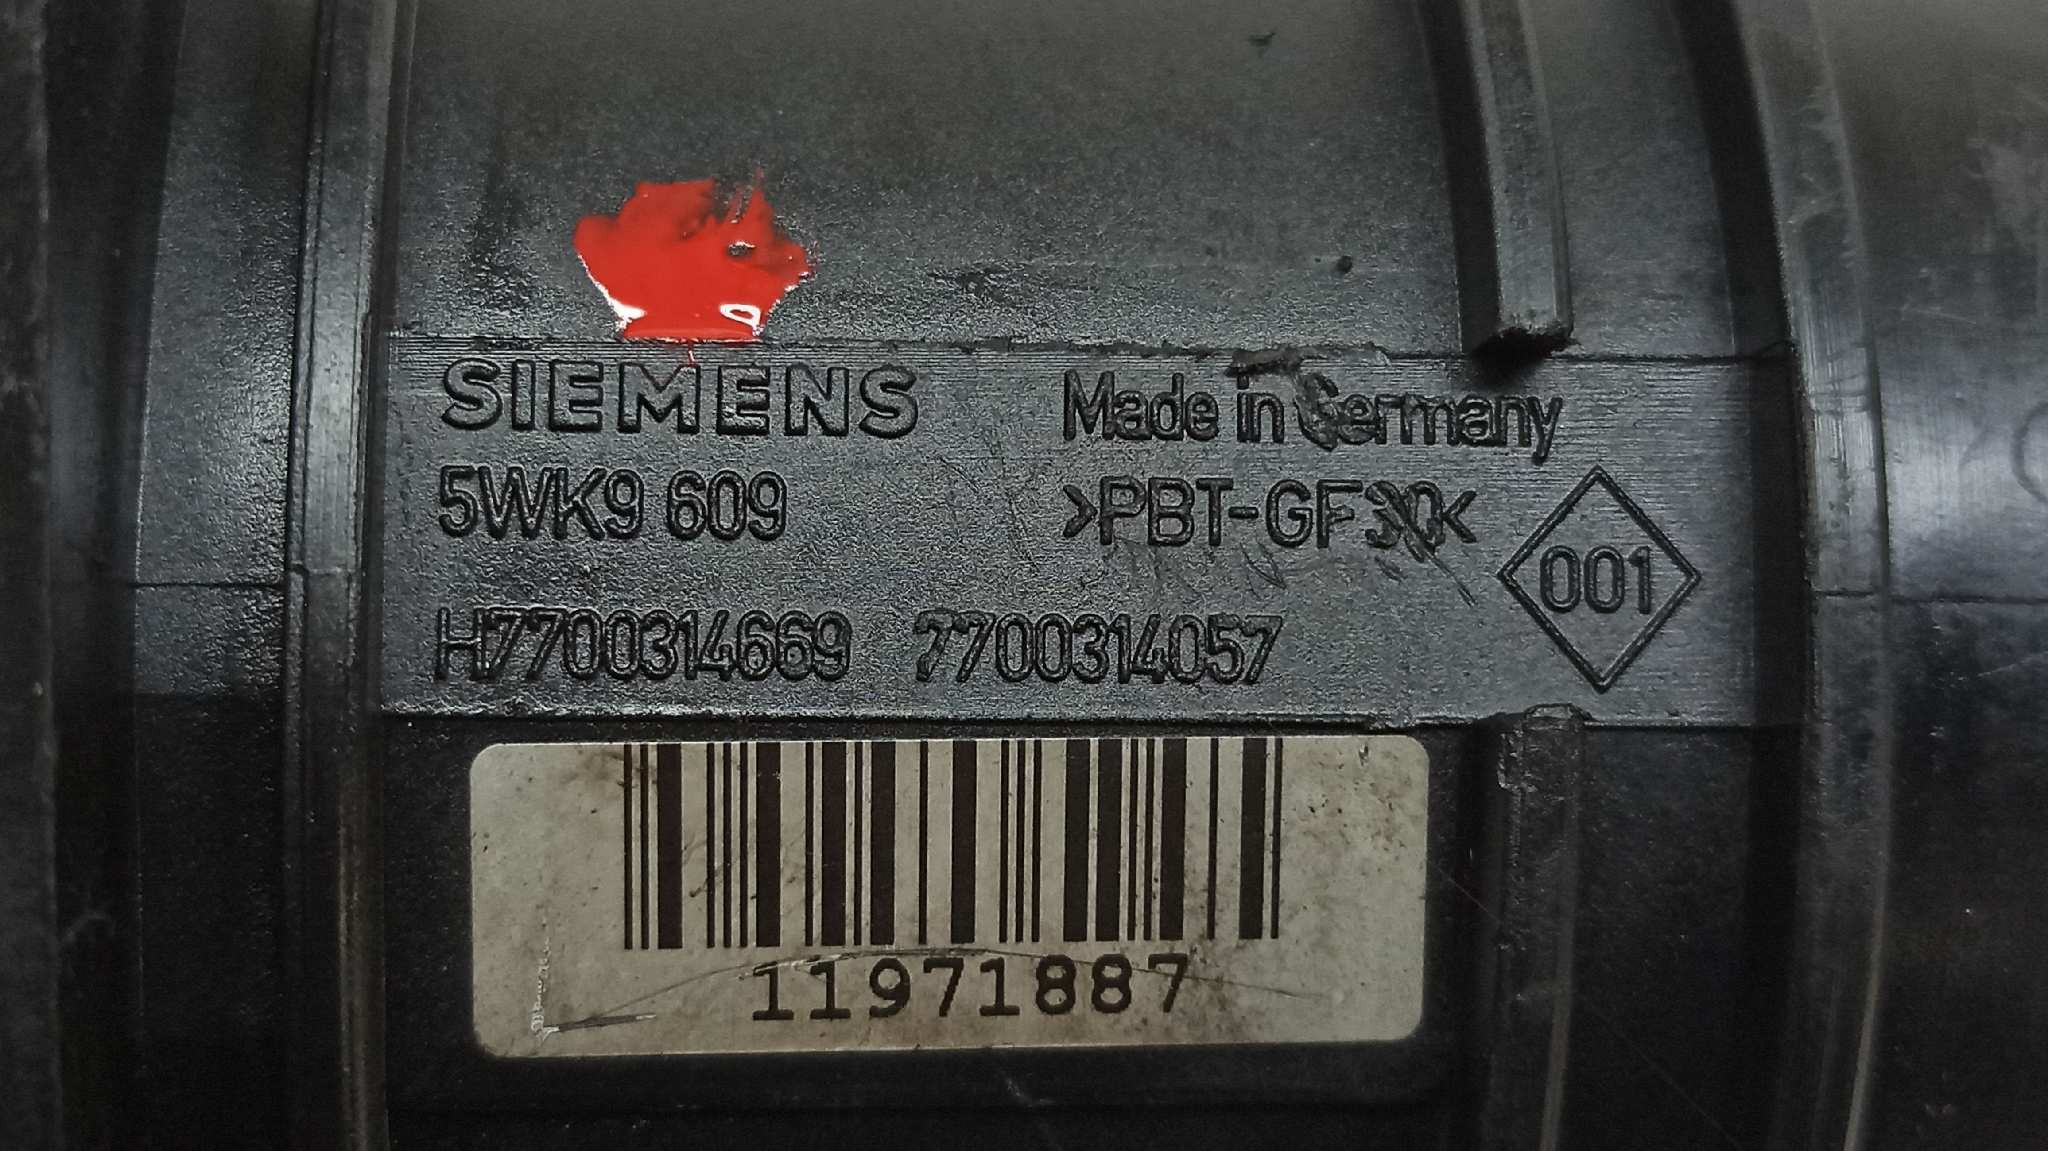 SIEMENS Made in Germany
5WK9 609 >PBT-GF30<
001
H7700314669 7700314057
11971887